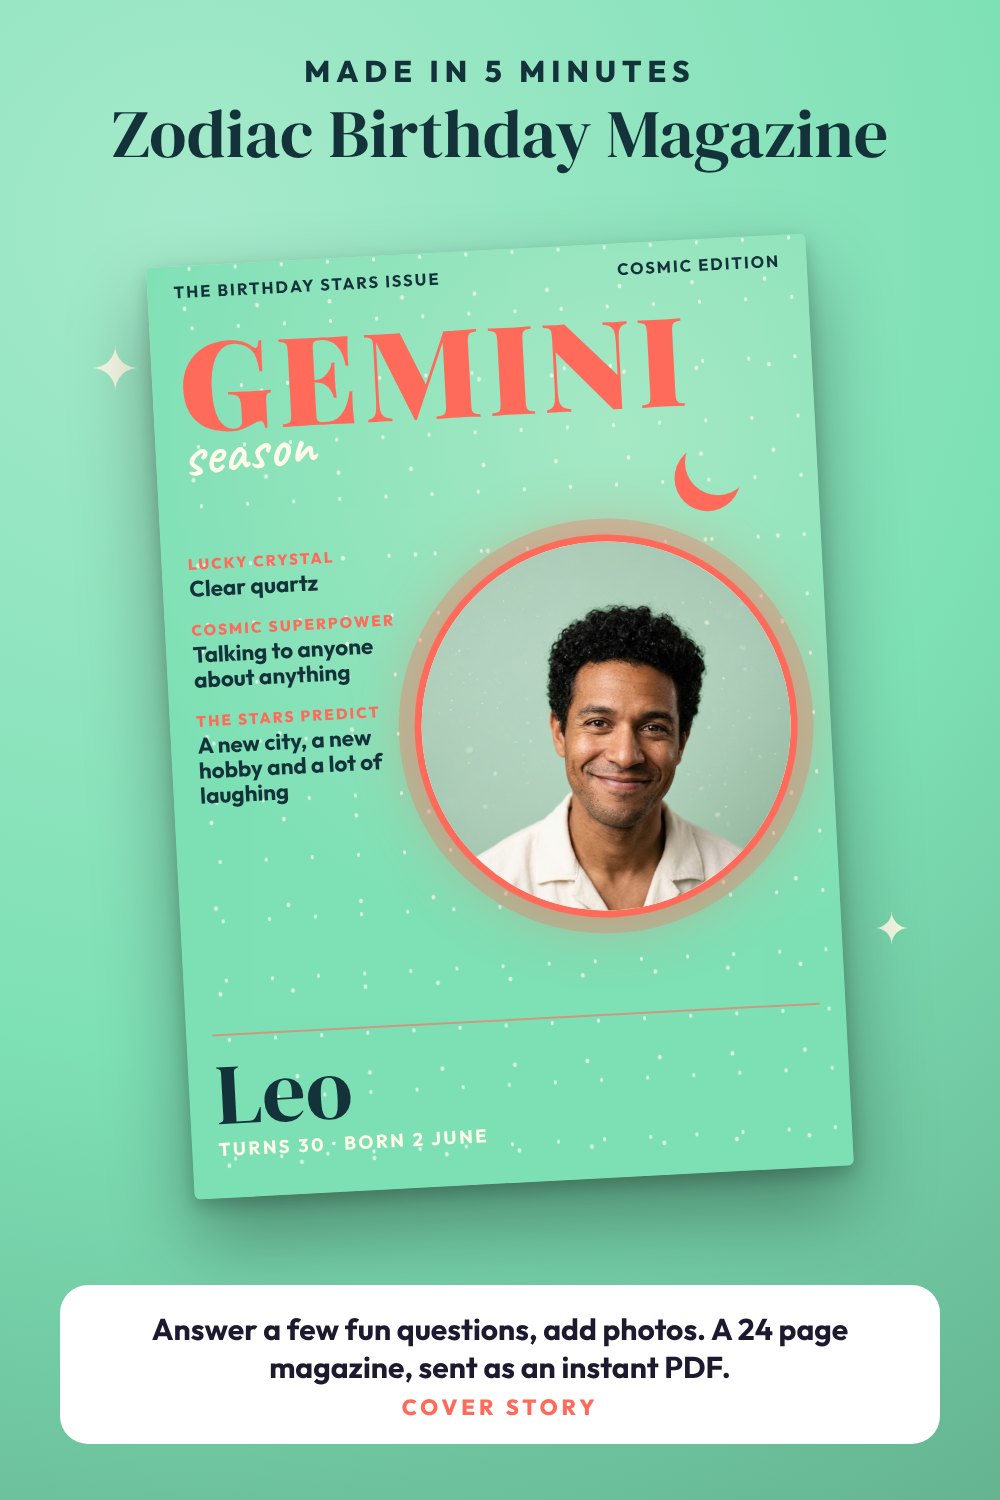 MADE IN 5 MINUTES
Zodiac Birthday Magazine
THE BIRTHDAY STARS ISSUE
COSMIC EDITION
GEMINI
season
LUCKY CRYSTAL
Clear quartz
COSMIC SUPERPOWER
Talking to anyone
about anything
THE STARS PREDICT
A new city, a new
hobby and a lot of
laughing
Leo
TURNS 30 · BORN 2 JUNE
Answer a few fun questions, add photos. A 24 page
magazine, sent as an instant PDF.
COVER STORY